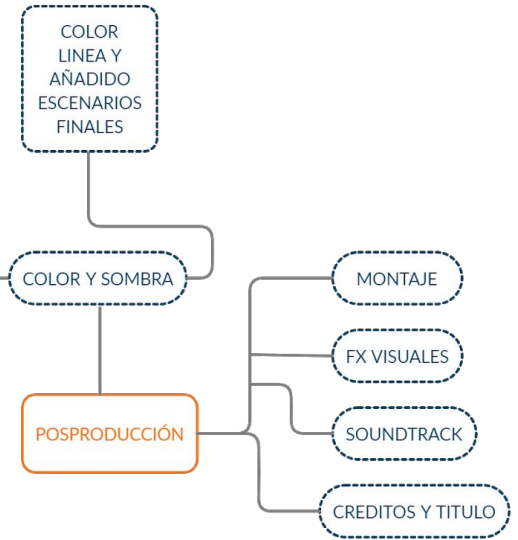 COLOR
LINEA Y
AÑADIDO
ESCENARIOS
FINALES
COLOR Y SOMBRA
MONTAJE
FX VISUALES
POSPRODUCCIÓN
SOUNDTRACK
CREDITOS Y TITULO